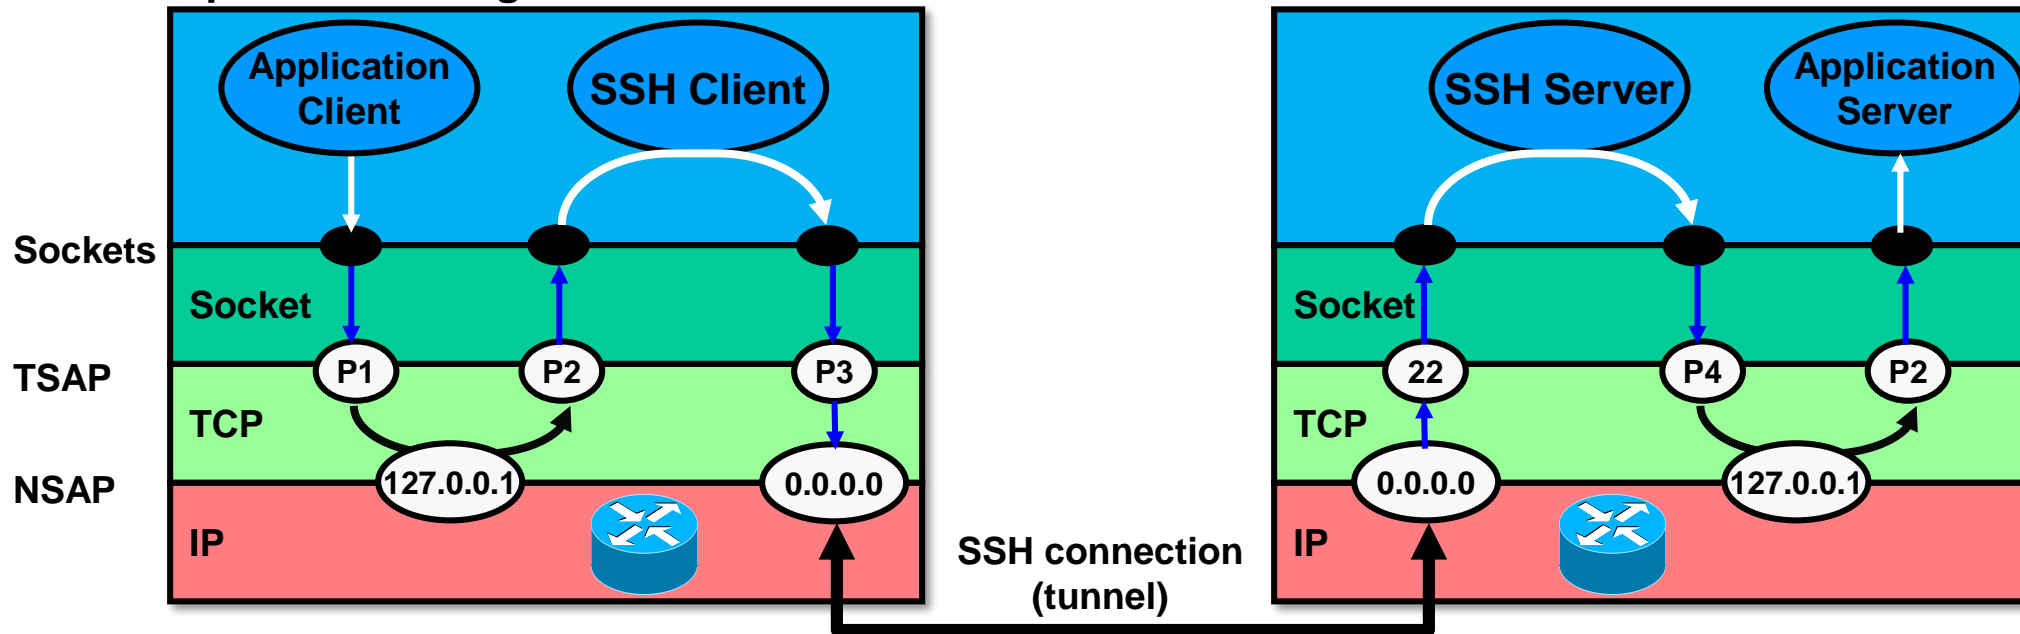 Application
Client
SSH Client
SSH Server
Application
Server
Sockets
Socket
Socket
TSAP
P1
P2
P3
22
P4
P2
TCP
TCP
NSAP
127.0.0.1
0.0.0.0
0.0.0.0
127.0.0.1
IP
IP
SSH connection
(tunnel)